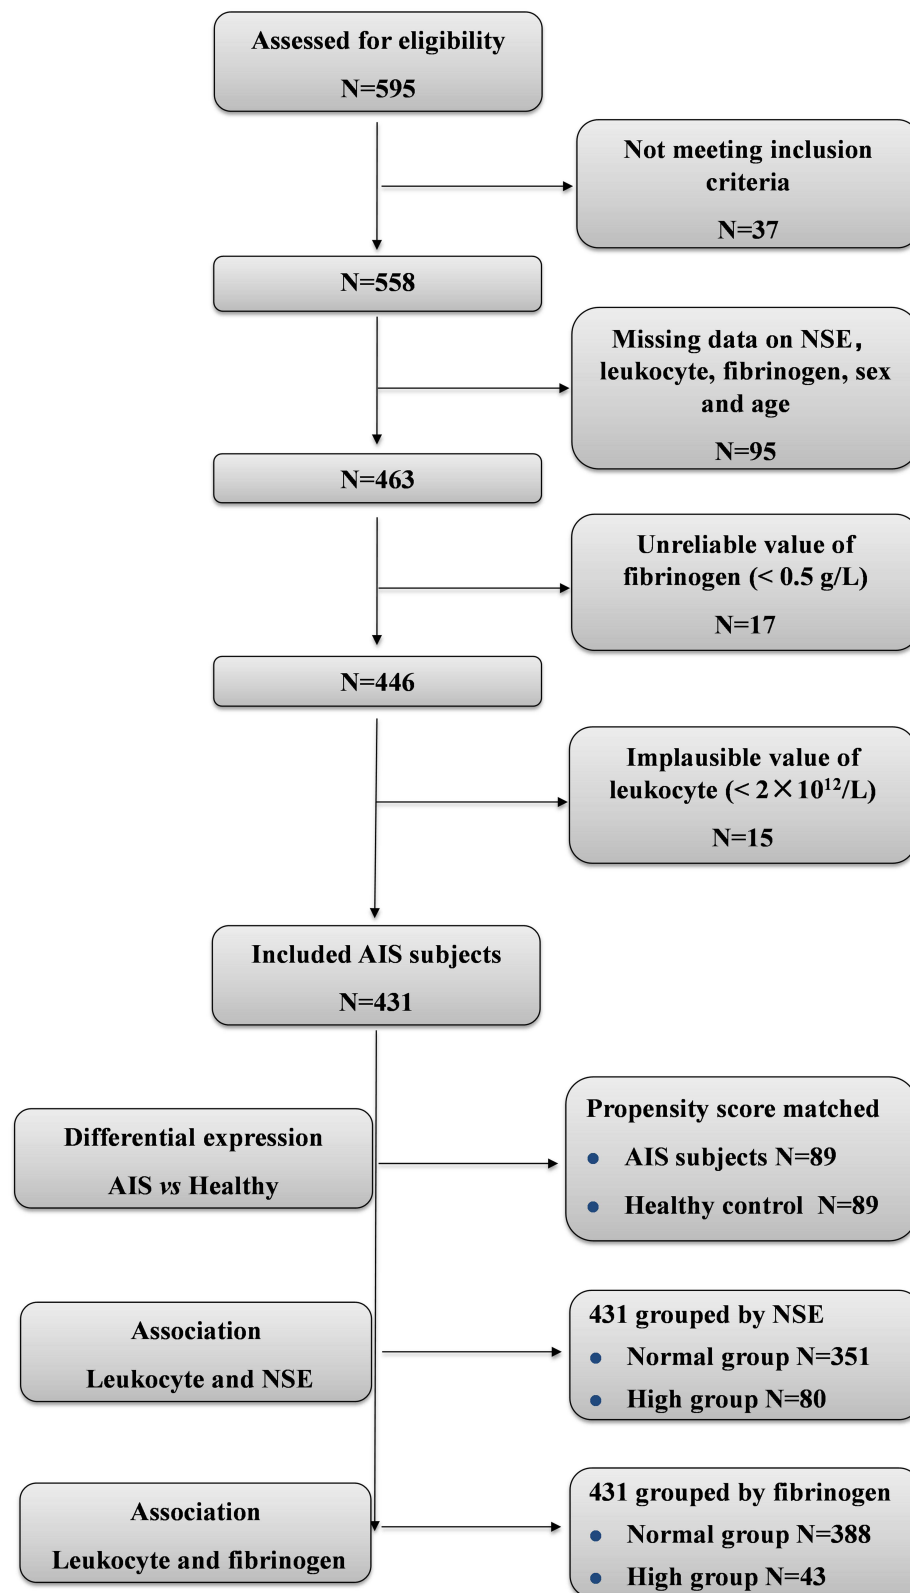 Assessed for eligibility
N=595
Not meeting inclusion
criteria
N=37
N=558
Missing data on NSE，
leukocyte, fibrinogen, sex
and age
N=95
N=463
Unreliable value of
fibrinogen (< 0.5 g/L)
N=17
N=446
Implausible value of
leukocyte (< 2×10¹²/L)
N=15
Included AIS subjects
N=431
Differential expression
AIS vs Healthy
Propensity score matched
● AIS subjects N=89
● Healthy control N=89
Association
Leukocyte and NSE
431 grouped by NSE
● Normal group N=351
● High group N=80
Association
Leukocyte and fibrinogen
431 grouped by fibrinogen
● Normal group N=388
● High group N=43